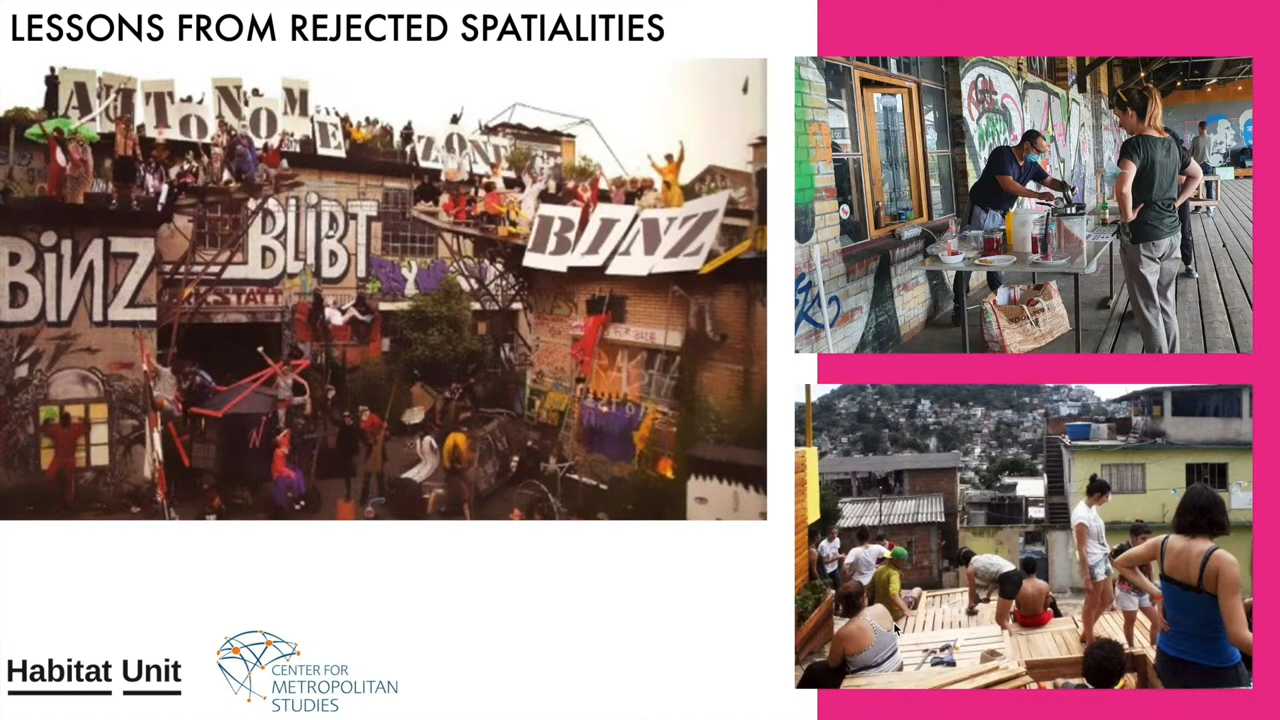 LESSONS FROM REJECTED SPATIALITIES
AUTONOME ZONE
BINZ
BLIBT
BINZ
Habitat Unit
CENTER FOR
METROPOLITAN
STUDIES